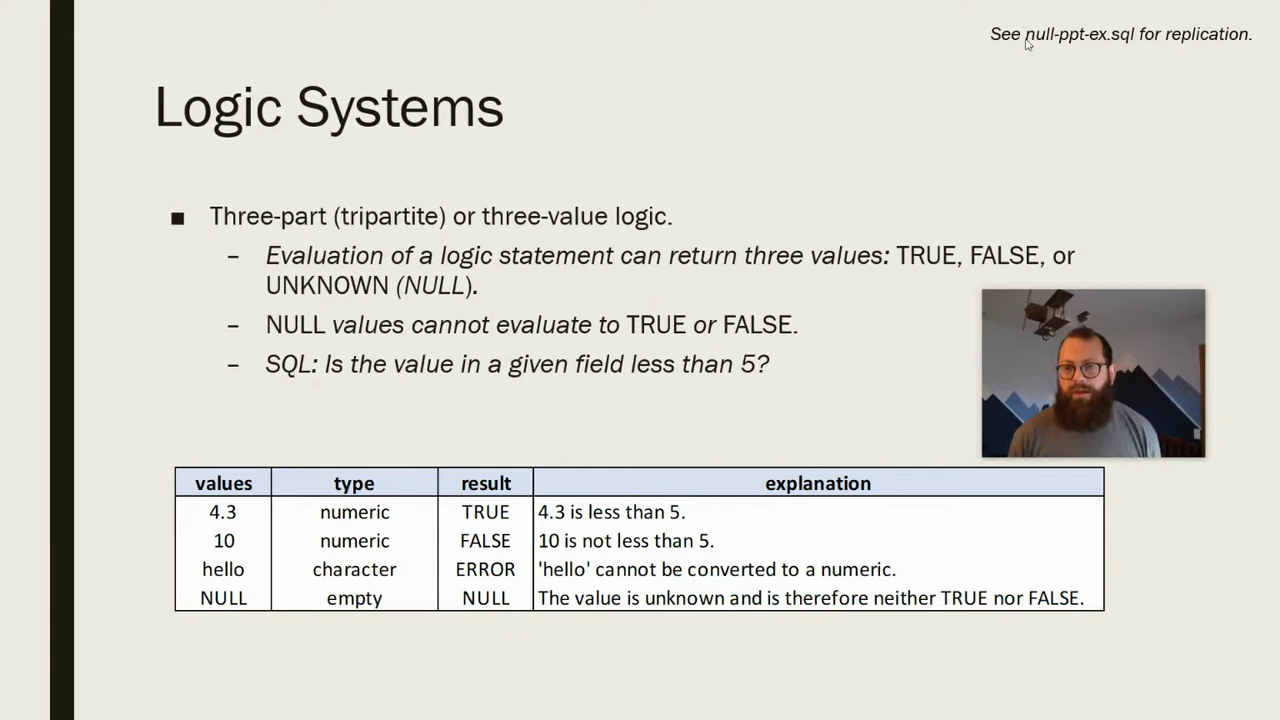 See null-ppt-ex.sql for replication.
Logic Systems
■ Three-part (tripartite) or three-value logic.
– Evaluation of a logic statement can return three values: TRUE, FALSE, or
UNKNOWN (NULL).
– NULL values cannot evaluate to TRUE or FALSE.
– SQL: Is the value in a given field less than 5?
values type result explanation
4.3 numeric TRUE 4.3 is less than 5.
10 numeric FALSE 10 is not less than 5.
hello character ERROR 'hello' cannot be converted to a numeric.
NULL empty NULL The value is unknown and is therefore neither TRUE nor FALSE.